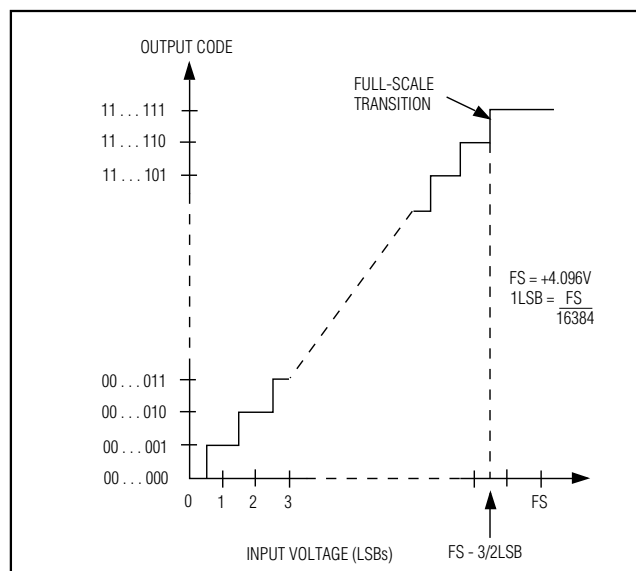 OUTPUT CODE
FULL-SCALE
TRANSITION
11 . . . 111
11 . . . 110
11 . . . 101
FS = +4.096V
1LSB = FS
16384
00 . . . 011
00 . . . 010
00 . . . 001
00 . . . 000
0 1 2 3 FS
INPUT VOLTAGE (LSBs) FS - 3/2LSB